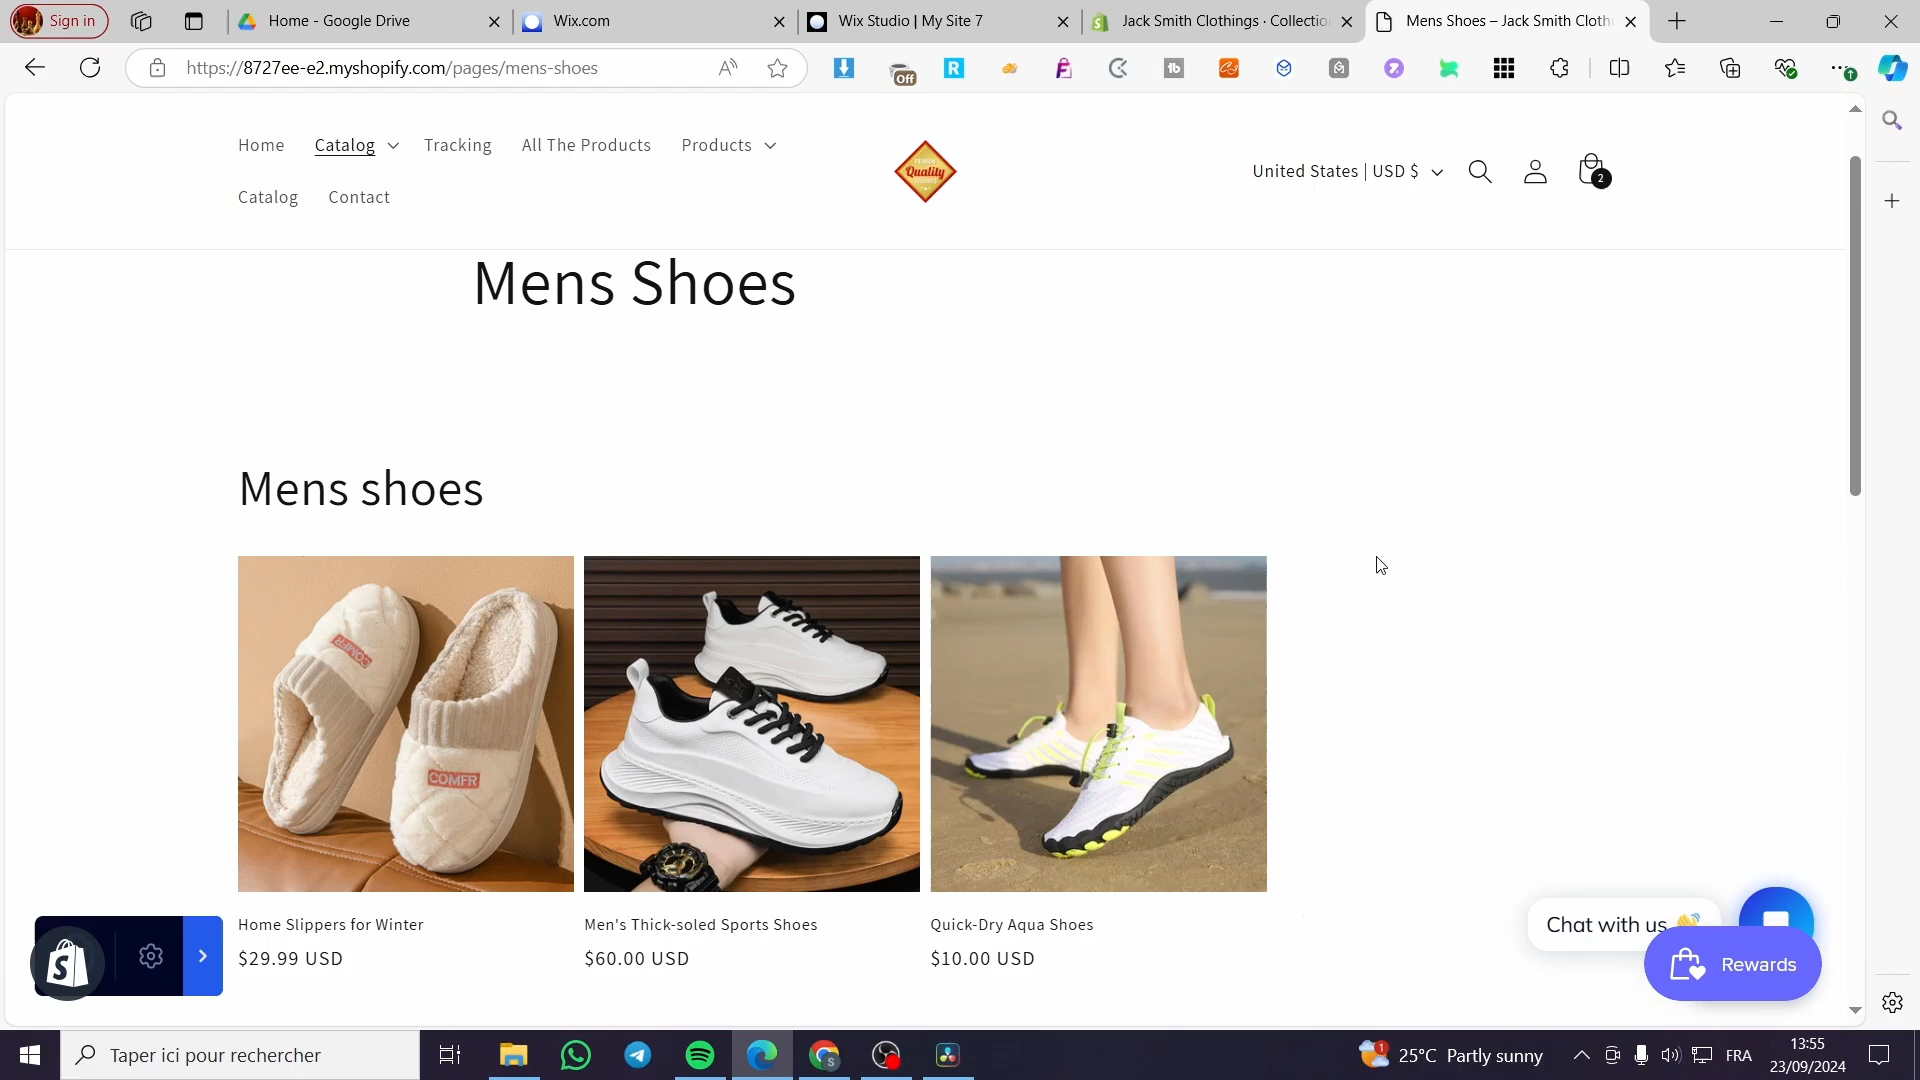 Sign in
Home - Google Drive
Wix.com
Wix Studio | My Site 7
Jack Smith Clothings · Collectio
Mens Shoes – Jack Smith Clothi
https://8727ee-e2.myshopify.com/pages/mens-shoes
Off
Home
Catalog
Tracking
All The Products
Products
Catalog
Contact
Quality
United States | USD $
2
Mens Shoes
Mens shoes
COMFR
COMFR
Home Slippers for Winter
$29.99 USD
Men's Thick-soled Sports Shoes
$60.00 USD
Quick-Dry Aqua Shoes
$10.00 USD
Chat with us 👋
Rewards
Taper ici pour rechercher
1
25°C Partly sunny
FRA
13:55
23/09/2024